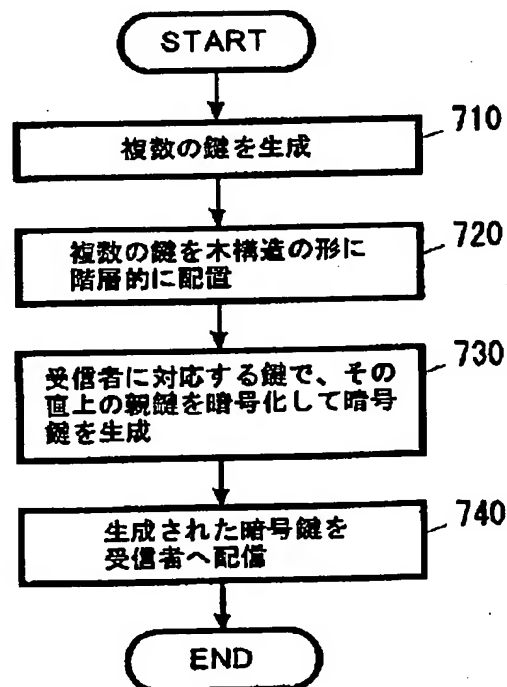 START
複数の鍵を生成
710
複数の鍵を木構造の形に
階層的に配置
720
受信者に対応する鍵で、その
直上の親鍵を暗号化して暗号
鍵を生成
730
生成された暗号鍵を
受信者へ配信
740
END